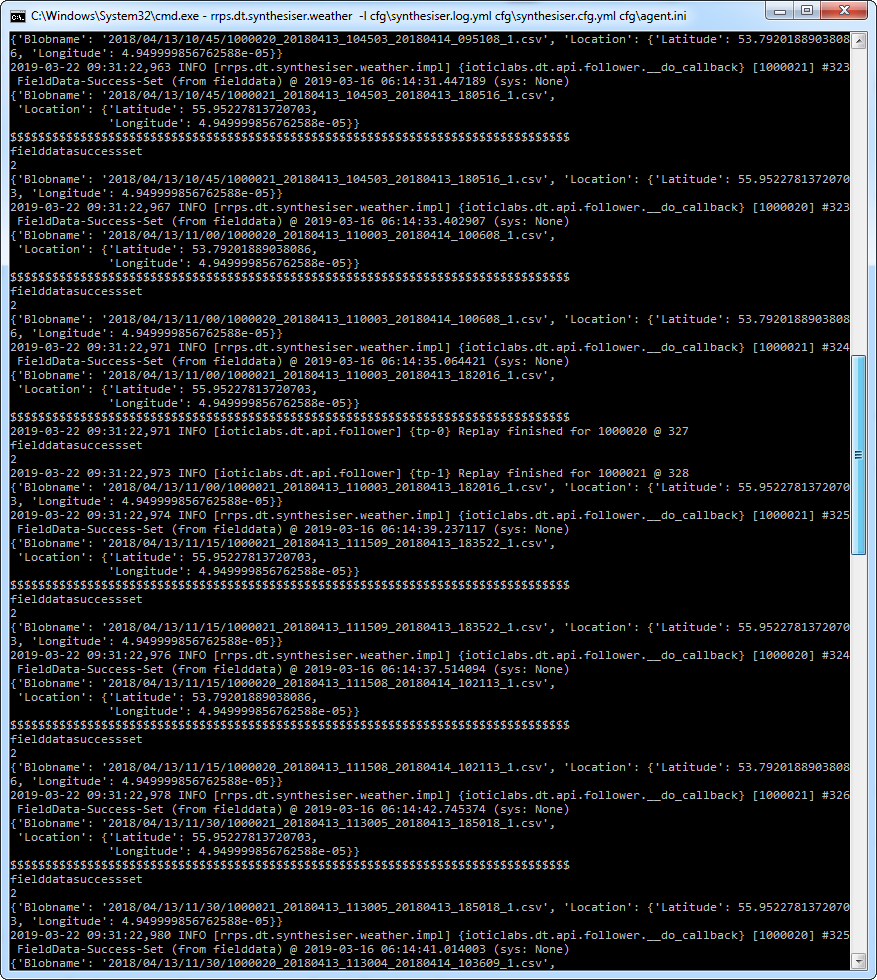 C:\Windows\System32\cmd.exe - rrps.dt.synthesiser.weather  -l cfg\synthesiser.log.yml cfg\synthesiser.cfg.yml cfg\agent.ini
{'Blobname': '2018/04/13/10/45/1000020_20180413_104503_20180414_095108_1.csv', 'Location': {'Latitude': 53.7920188903808
6, 'Longitude': 4.949999856762588e-05}}
2019-03-22 09:31:22,963 INFO [rrps.dt.synthesiser.weather.impl] {ioticlabs.dt.api.follower.__do_callback} [1000021] #323
 FieldData-Success-Set (from fielddata) @ 2019-03-16 06:14:31.447189 (sys: None)
{'Blobname': '2018/04/13/10/45/1000021_20180413_104503_20180413_180516_1.csv',
 'Location': {'Latitude': 55.95227813720703,
              'Longitude': 4.949999856762588e-05}}
$$$$$$$$$$$$$$$$$$$$$$$$$$$$$$$$$$$$$$$$$$$$$$$$$$$$$$$$$$$$$$$$$$$$$$$$$$$$$$$$
fielddatasuccessset
2
{'Blobname': '2018/04/13/10/45/1000021_20180413_104503_20180413_180516_1.csv', 'Location': {'Latitude': 55.9522781372070
3, 'Longitude': 4.949999856762588e-05}}
2019-03-22 09:31:22,967 INFO [rrps.dt.synthesiser.weather.impl] {ioticlabs.dt.api.follower.__do_callback} [1000020] #323
 FieldData-Success-Set (from fielddata) @ 2019-03-16 06:14:33.402907 (sys: None)
{'Blobname': '2018/04/13/11/00/1000020_20180413_110003_20180414_100608_1.csv',
 'Location': {'Latitude': 53.79201889038086,
              'Longitude': 4.949999856762588e-05}}
$$$$$$$$$$$$$$$$$$$$$$$$$$$$$$$$$$$$$$$$$$$$$$$$$$$$$$$$$$$$$$$$$$$$$$$$$$$$$$$$
fielddatasuccessset
2
{'Blobname': '2018/04/13/11/00/1000020_20180413_110003_20180414_100608_1.csv', 'Location': {'Latitude': 53.7920188903808
6, 'Longitude': 4.949999856762588e-05}}
2019-03-22 09:31:22,971 INFO [rrps.dt.synthesiser.weather.impl] {ioticlabs.dt.api.follower.__do_callback} [1000021] #324
 FieldData-Success-Set (from fielddata) @ 2019-03-16 06:14:35.064421 (sys: None)
{'Blobname': '2018/04/13/11/00/1000021_20180413_110003_20180413_182016_1.csv',
 'Location': {'Latitude': 55.95227813720703,
              'Longitude': 4.949999856762588e-05}}
$$$$$$$$$$$$$$$$$$$$$$$$$$$$$$$$$$$$$$$$$$$$$$$$$$$$$$$$$$$$$$$$$$$$$$$$$$$$$$$$
2019-03-22 09:31:22,971 INFO [ioticlabs.dt.api.follower] {tp-0} Replay finished for 1000020 @ 327
fielddatasuccessset
2
2019-03-22 09:31:22,973 INFO [ioticlabs.dt.api.follower] {tp-1} Replay finished for 1000021 @ 328
{'Blobname': '2018/04/13/11/00/1000021_20180413_110003_20180413_182016_1.csv', 'Location': {'Latitude': 55.9522781372070
3, 'Longitude': 4.949999856762588e-05}}
2019-03-22 09:31:22,974 INFO [rrps.dt.synthesiser.weather.impl] {ioticlabs.dt.api.follower.__do_callback} [1000021] #325
 FieldData-Success-Set (from fielddata) @ 2019-03-16 06:14:39.237117 (sys: None)
{'Blobname': '2018/04/13/11/15/1000021_20180413_111509_20180413_183522_1.csv',
 'Location': {'Latitude': 55.95227813720703,
              'Longitude': 4.949999856762588e-05}}
$$$$$$$$$$$$$$$$$$$$$$$$$$$$$$$$$$$$$$$$$$$$$$$$$$$$$$$$$$$$$$$$$$$$$$$$$$$$$$$$
fielddatasuccessset
2
{'Blobname': '2018/04/13/11/15/1000021_20180413_111509_20180413_183522_1.csv', 'Location': {'Latitude': 55.9522781372070
3, 'Longitude': 4.949999856762588e-05}}
2019-03-22 09:31:22,976 INFO [rrps.dt.synthesiser.weather.impl] {ioticlabs.dt.api.follower.__do_callback} [1000020] #324
 FieldData-Success-Set (from fielddata) @ 2019-03-16 06:14:37.514094 (sys: None)
{'Blobname': '2018/04/13/11/15/1000020_20180413_111508_20180414_102113_1.csv',
 'Location': {'Latitude': 53.79201889038086,
              'Longitude': 4.949999856762588e-05}}
$$$$$$$$$$$$$$$$$$$$$$$$$$$$$$$$$$$$$$$$$$$$$$$$$$$$$$$$$$$$$$$$$$$$$$$$$$$$$$$$
fielddatasuccessset
2
{'Blobname': '2018/04/13/11/15/1000020_20180413_111508_20180414_102113_1.csv', 'Location': {'Latitude': 53.7920188903808
6, 'Longitude': 4.949999856762588e-05}}
2019-03-22 09:31:22,978 INFO [rrps.dt.synthesiser.weather.impl] {ioticlabs.dt.api.follower.__do_callback} [1000021] #326
 FieldData-Success-Set (from fielddata) @ 2019-03-16 06:14:42.745374 (sys: None)
{'Blobname': '2018/04/13/11/30/1000021_20180413_113005_20180413_185018_1.csv',
 'Location': {'Latitude': 55.95227813720703,
              'Longitude': 4.949999856762588e-05}}
$$$$$$$$$$$$$$$$$$$$$$$$$$$$$$$$$$$$$$$$$$$$$$$$$$$$$$$$$$$$$$$$$$$$$$$$$$$$$$$$
fielddatasuccessset
2
{'Blobname': '2018/04/13/11/30/1000021_20180413_113005_20180413_185018_1.csv', 'Location': {'Latitude': 55.9522781372070
3, 'Longitude': 4.949999856762588e-05}}
2019-03-22 09:31:22,980 INFO [rrps.dt.synthesiser.weather.impl] {ioticlabs.dt.api.follower.__do_callback} [1000020] #325
 FieldData-Success-Set (from fielddata) @ 2019-03-16 06:14:41.014003 (sys: None)
{'Blobname': '2018/04/13/11/30/1000020_20180413_113004_20180414_103609_1.csv',